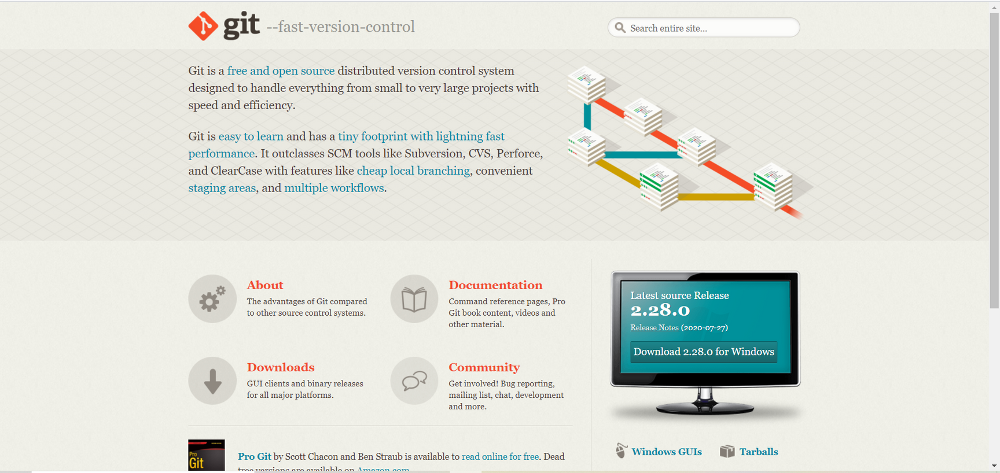 git --fast-version-control
Search entire site...
Git is a free and open source distributed version control system
designed to handle everything from small to very large projects with
speed and efficiency.
Git is easy to learn and has a tiny footprint with lightning fast
performance. It outclasses SCM tools like Subversion, CVS, Perforce,
and ClearCase with features like cheap local branching, convenient
staging areas, and multiple workflows.
About
The advantages of Git compared
to other source control systems.
Documentation
Command reference pages, Pro
Git book content, videos and
other material.
Downloads
GUI clients and binary releases
for all major platforms.
Community
Get involved! Bug reporting,
mailing list, chat, development
and more.
Latest source Release
2.28.0
Release Notes (2020-07-27)
Download 2.28.0 for Windows
Windows GUIs
Tarballs
Pro
Git
Pro Git by Scott Chacon and Ben Straub is available to read online for free. Dead
tree versions are available on Amazon.com